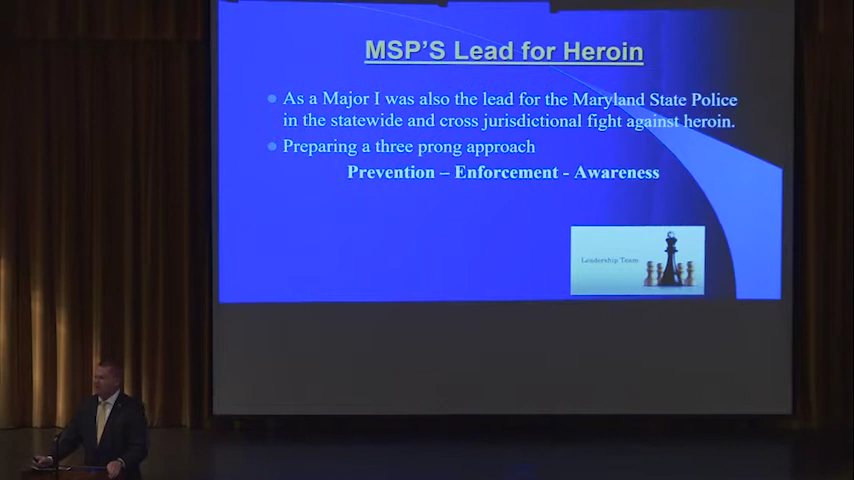 MSP'S Lead for Heroin
As a Major I was also the lead for the Maryland State Police
in the statewide and cross jurisdictional fight against heroin.
Preparing a three prong approach
Prevention – Enforcement - Awareness
Leadership Team